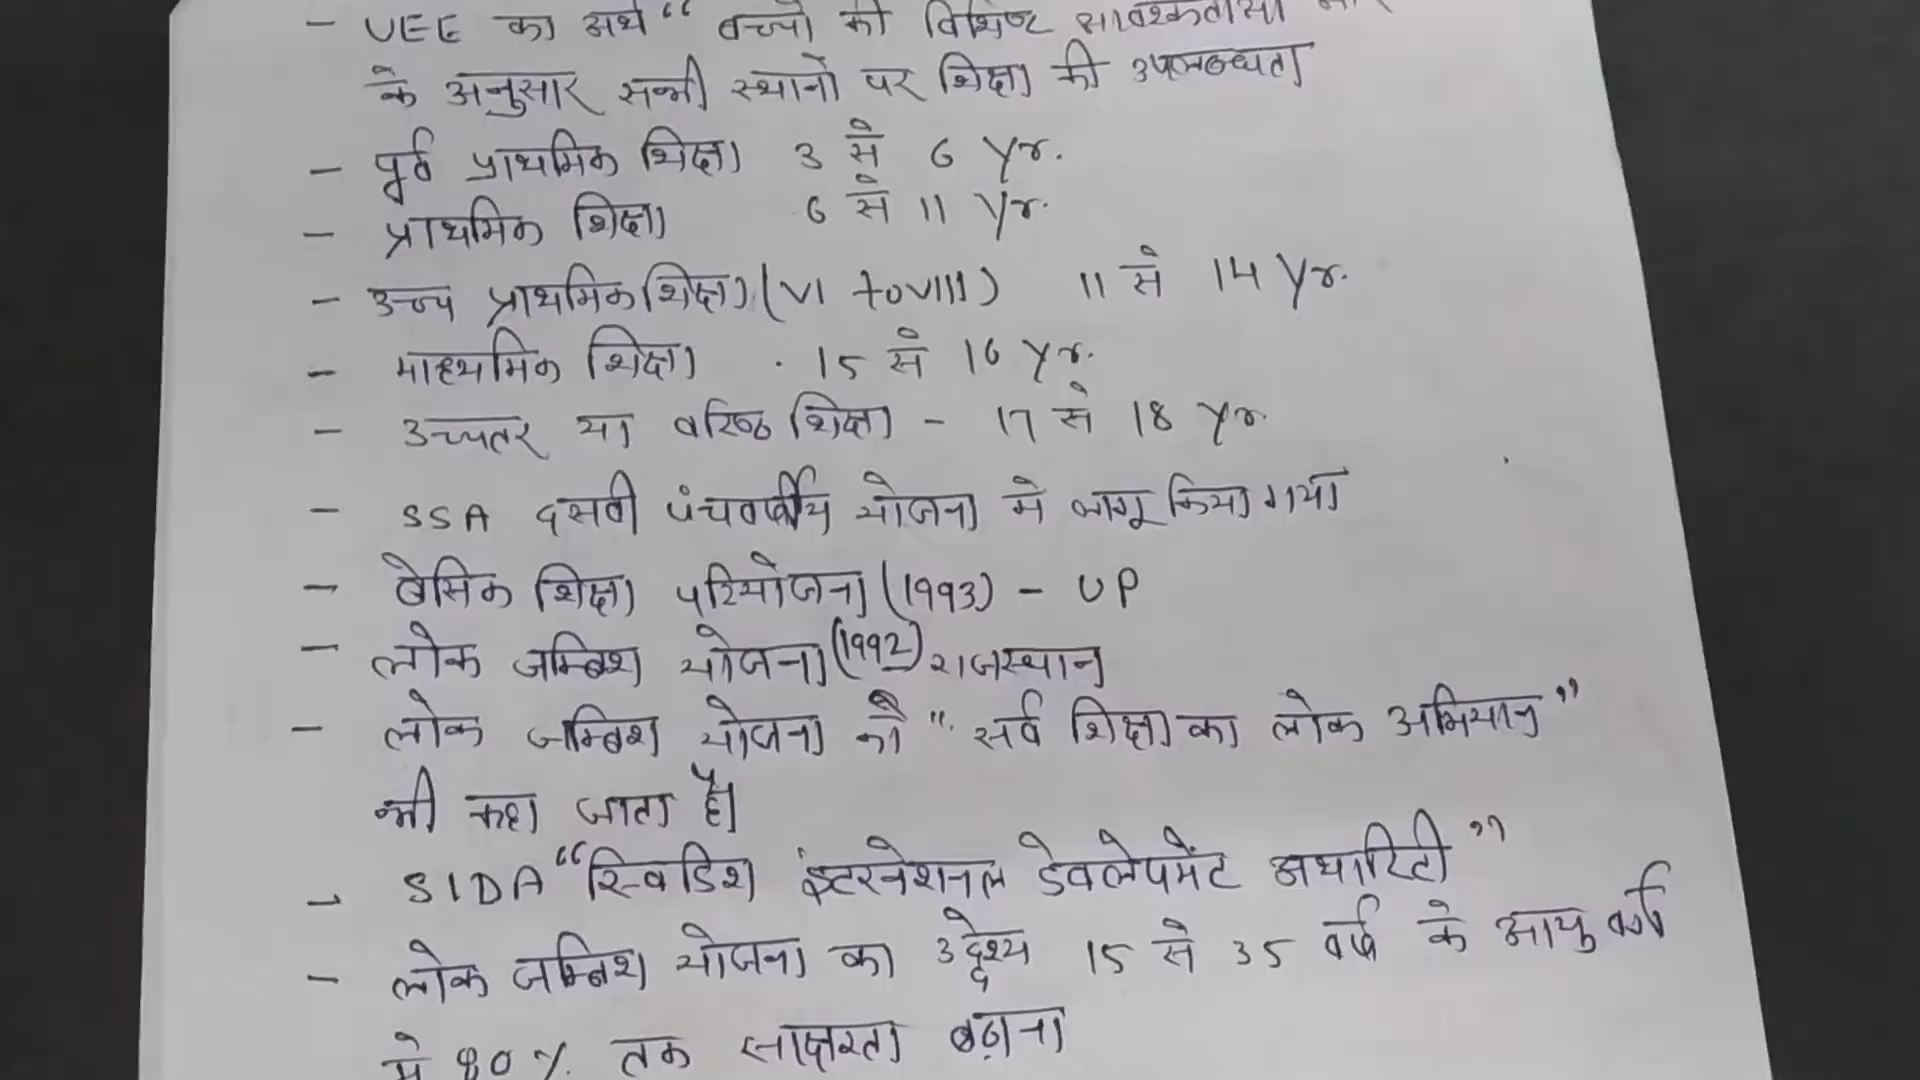 - UEE का अर्थ “ बच्चों की विशिष्ट आवश्यकताओं
के अनुसार सभी स्थानों पर शिक्षा की उपलब्धता
- पूर्व प्राथमिक शिक्षा 3 से 6 Yr.
- प्राथमिक शिक्षा 6 से 11 Yr.
- उच्च प्राथमिक शिक्षा (VI to VIII) 11 से 14 Yr.
- माध्यमिक शिक्षा . 15 से 16 Yr.
- उच्चतर या वरिष्ठ शिक्षा - 17 से 18 Yr.
- SSA दसवी पंचवर्षीय योजना मे लागू किया गया
- बेसिक शिक्षा परियोजना (1993) - UP
- लोक जम्बिश योजना (1992) राजस्थान
- लोक जम्बिश योजना को “ सर्व शिक्षा का लोक अभियान ”
भी कहा जाता है।
- SIDA “ स्विडिश इंटरनेशनल डेवलेपमेंट अथारिटी ”
- लोक जम्बिश योजना का उद्देश्य 15 से 35 वर्ष के आयु वर्ग
मे 80 % तक साक्षरता बढ़ाना